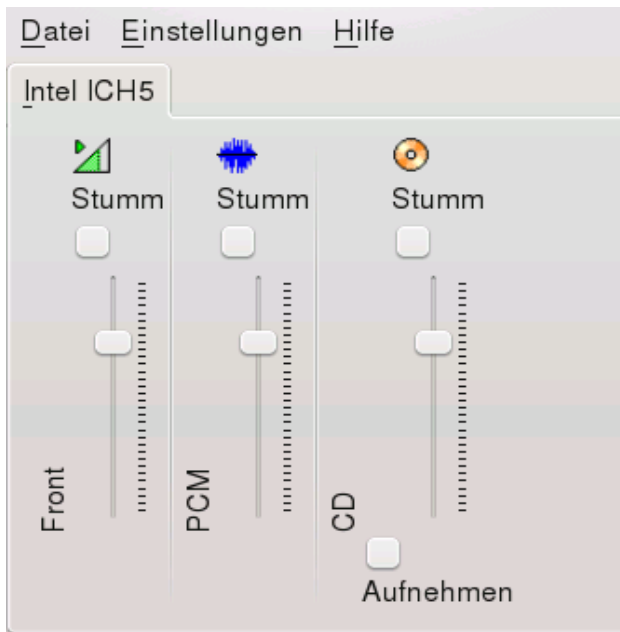 Datei Einstellungen Hilfe
Intel ICH5
Stumm Stumm Stumm
Front PCM CD
Aufnehmen